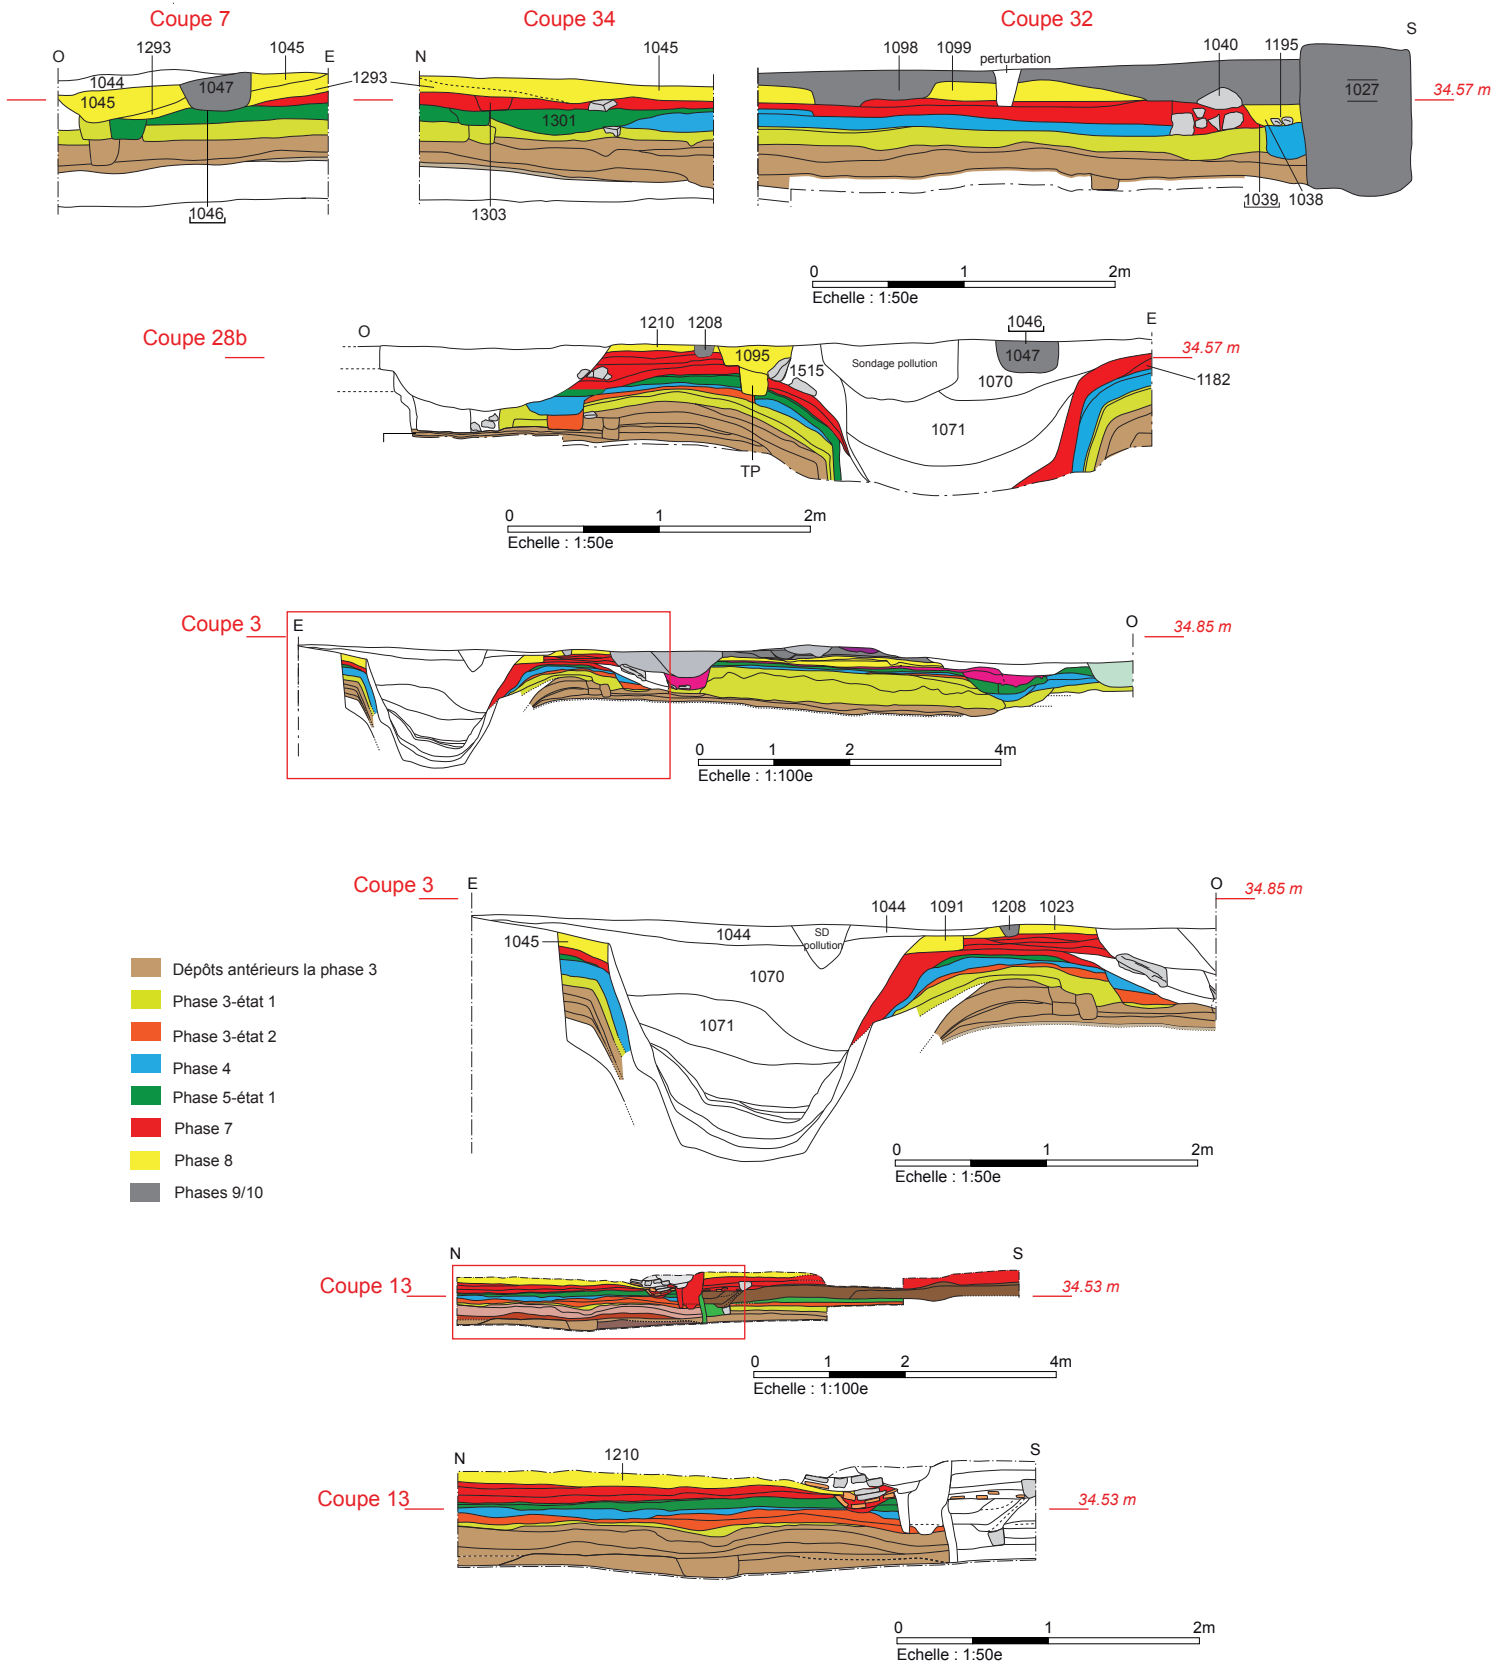 Coupe 7
Coupe 34
Coupe 32
O
1293
1045
E
N
1045
1098
1099
perturbation
1040
1195
S
1044
1045
1047
1293
1301
1027
34.57 m
1046
1303
1039
1038
0 1 2m
Echelle : 1:50e
Coupe 28b
O
1210
1208
1046
E
1095
1515
Sondage pollution
1047
1070
34.57 m
1182
1071
TP
0 1 2m
Echelle : 1:50e
Coupe 3
E
O
34.85 m
0 1 2 4m
Echelle : 1:100e
Coupe 3
E
1044
1091
1208
1023
O
34.85 m
1045
1044
SD
pollution
1070
1071
Dépôts antérieurs la phase 3
Phase 3-état 1
Phase 3-état 2
Phase 4
Phase 5-état 1
Phase 7
Phase 8
Phases 9/10
0 1 2m
Echelle : 1:50e
N
S
Coupe 13
34.53 m
0 1 2 4m
Echelle : 1:100e
N
1210
S
Coupe 13
34.53 m
0 1 2m
Echelle : 1:50e